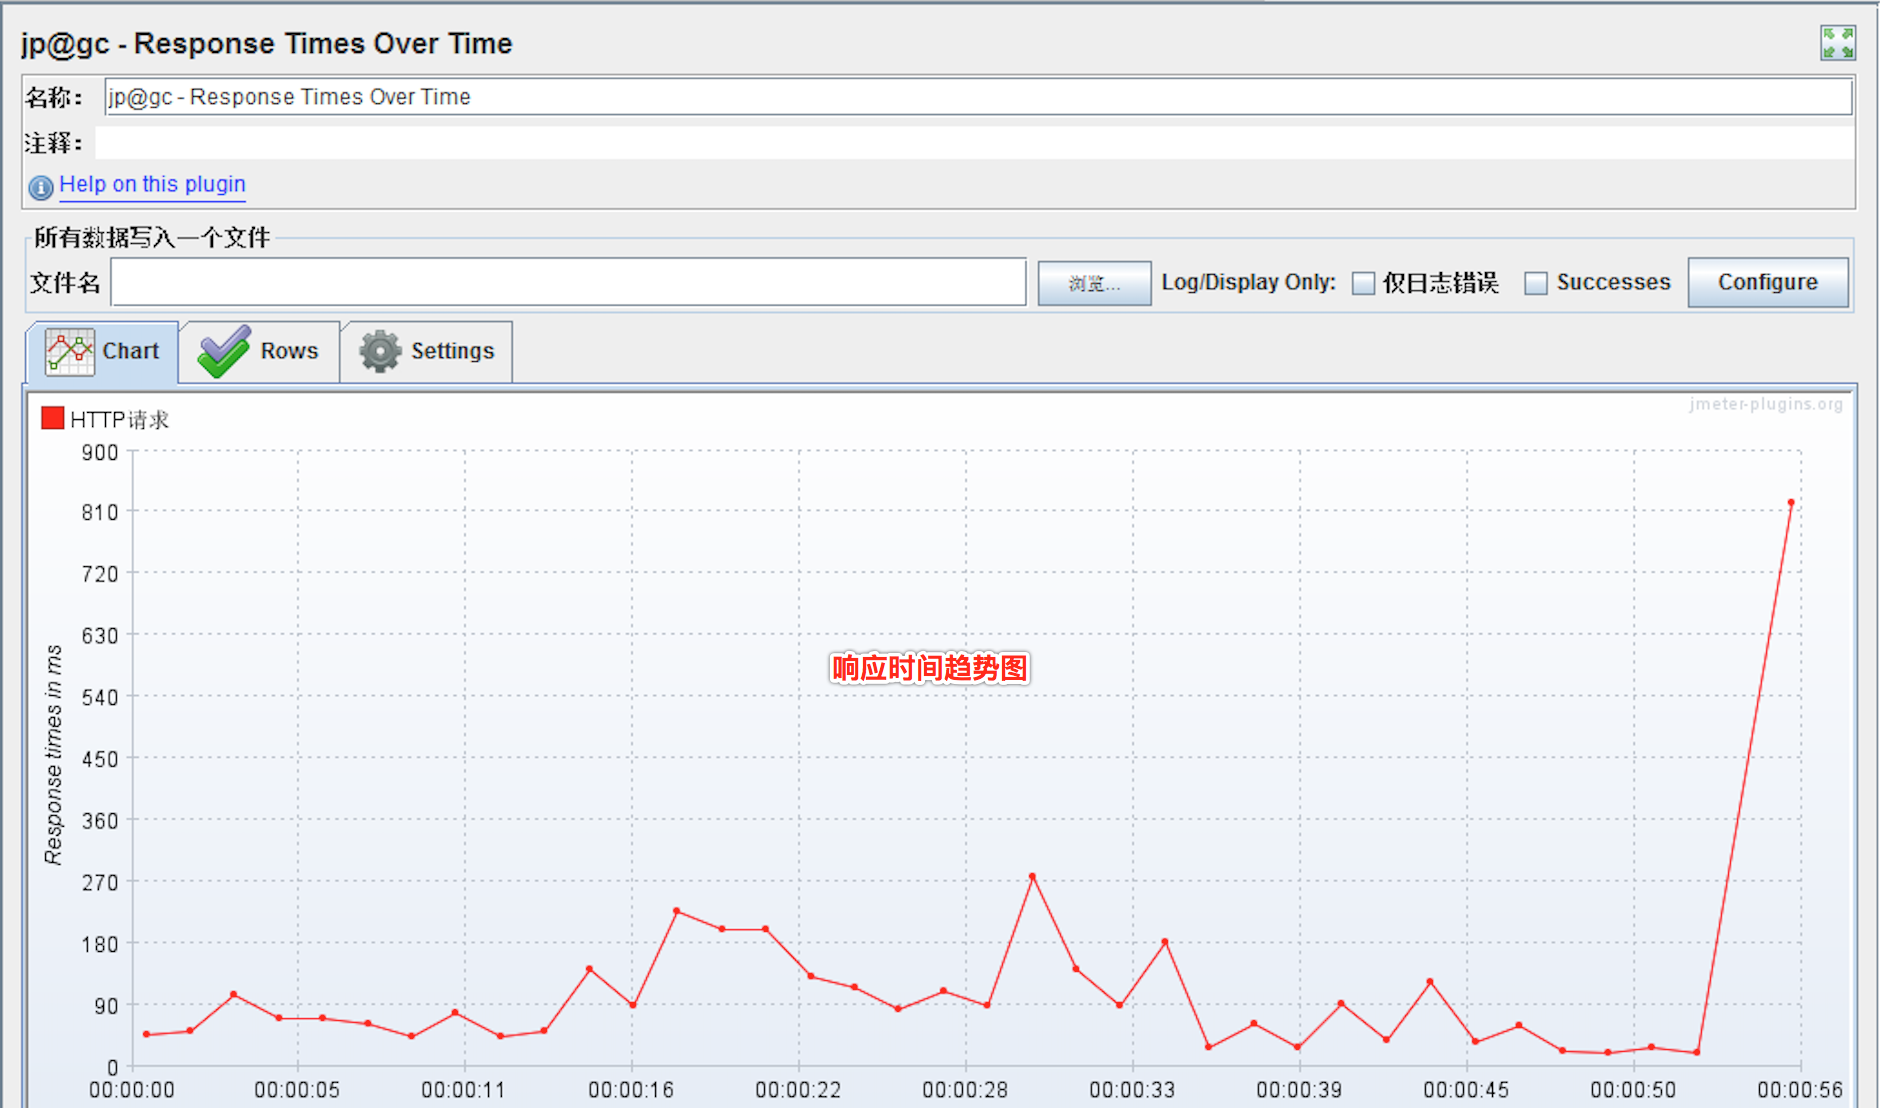 jp@gc - Response Times Over Time
名称： jp@gc - Response Times Over Time
注释：
Help on this plugin
所有数据写入一个文件
文件名 浏览... Log/Display Only: 仅日志错误 Successes Configure
Chart Rows Settings
HTTP请求 jmeter-plugins.org
900
810
720
630
540
450
360
270
180
90
0
Response times in ms
响应时间趋势图
00:00:00 00:00:05 00:00:11 00:00:16 00:00:22 00:00:28 00:00:33 00:00:39 00:00:45 00:00:50 00:00:56